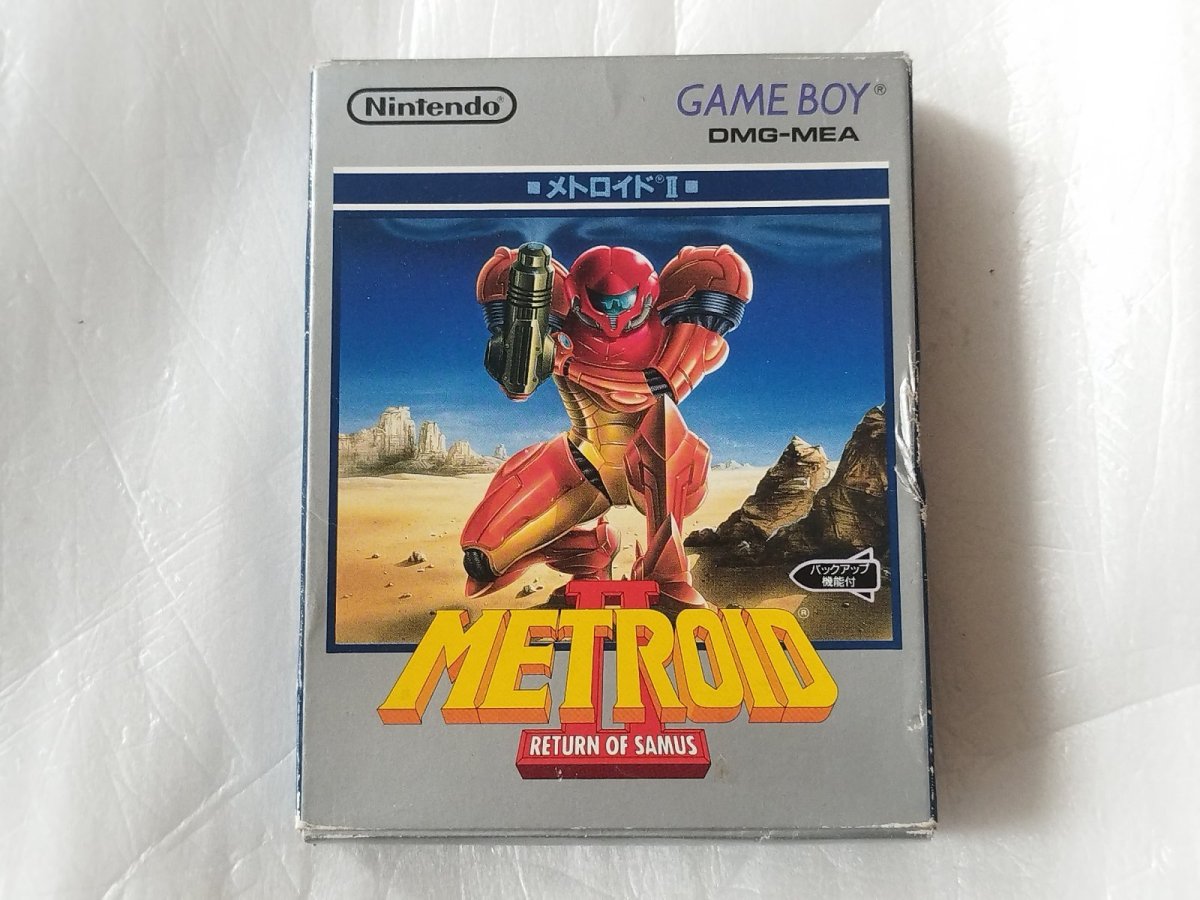 Nintendo®
GAME BOY®
DMG-MEA
メトロイド®II
バックアップ
機能付
II
METROID®
RETURN OF SAMUS